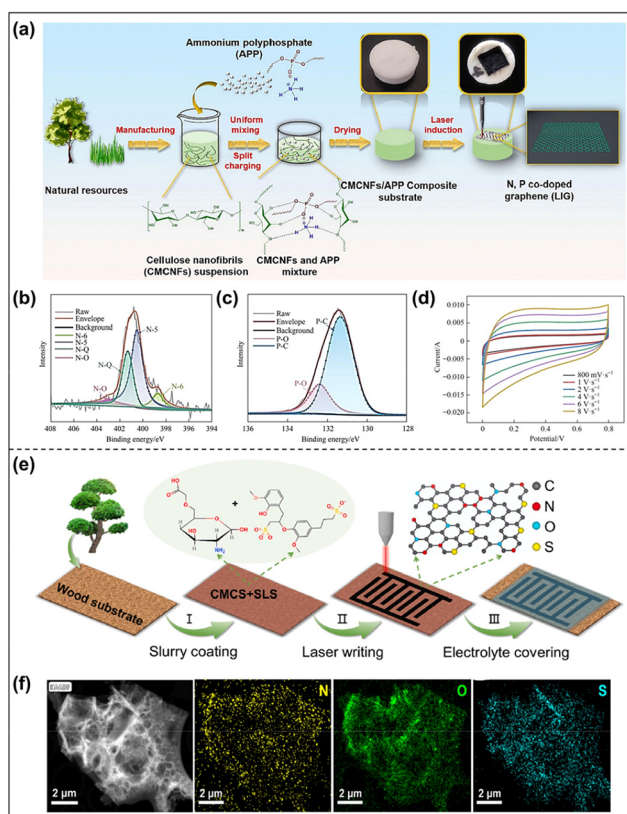 (a)
Ammonium polyphosphate
(APP)
Manufacturing
Uniform
mixing
Split
charging
Drying
Laser
induction
Natural resources
CMCNFs/APP Composite
substrate
N, P co-doped
graphene (LIG)
Cellulose nanofibrils
(CMCNFs) suspension
CMCNFs and APP
mixture
(b)
Raw
Envelope
Background
N-6
N-5
N-Q
N-O
N-5
N-Q
N-O
N-6
Intensity
408 406 404 402 400 398 396 394
Binding energy/eV
(c)
Raw
Envelope
Background
P-O
P-C
P-C
P-O
Intensity
136 134 132 130 128
Binding energy/eV
(d)
0.010
0.005
0
−0.005
−0.010
−0.015
−0.020
Current/A
800 mV·s⁻¹
1 V·s⁻¹
2 V·s⁻¹
4 V·s⁻¹
6 V·s⁻¹
8 V·s⁻¹
0 0.2 0.4 0.6 0.8
Potential/V
(e)
+
C
N
O
S
Wood substrate
CMCS+SLS
I
II
III
Slurry coating
Laser writing
Electrolyte covering
(f)
N
O
S
2 μm
2 μm
2 μm
2 μm